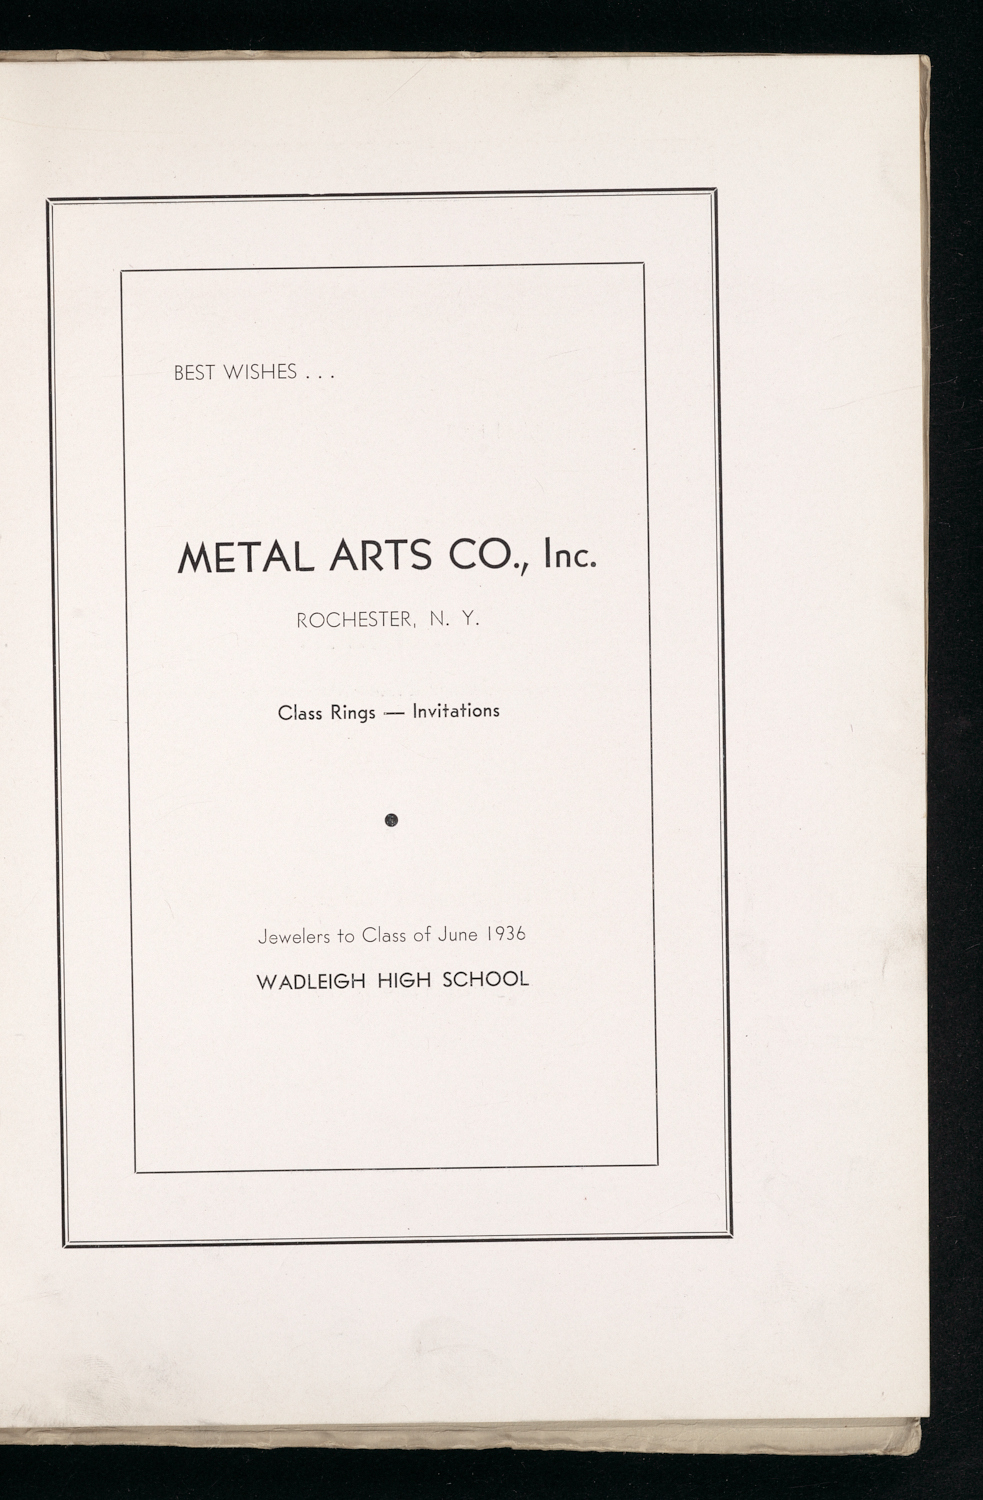 BEST WISHES . . .
METAL ARTS CO., Inc.
ROCHESTER, N. Y.
Class Rings — Invitations
Jewelers to Class of June 1936
WADLEIGH HIGH SCHOOL